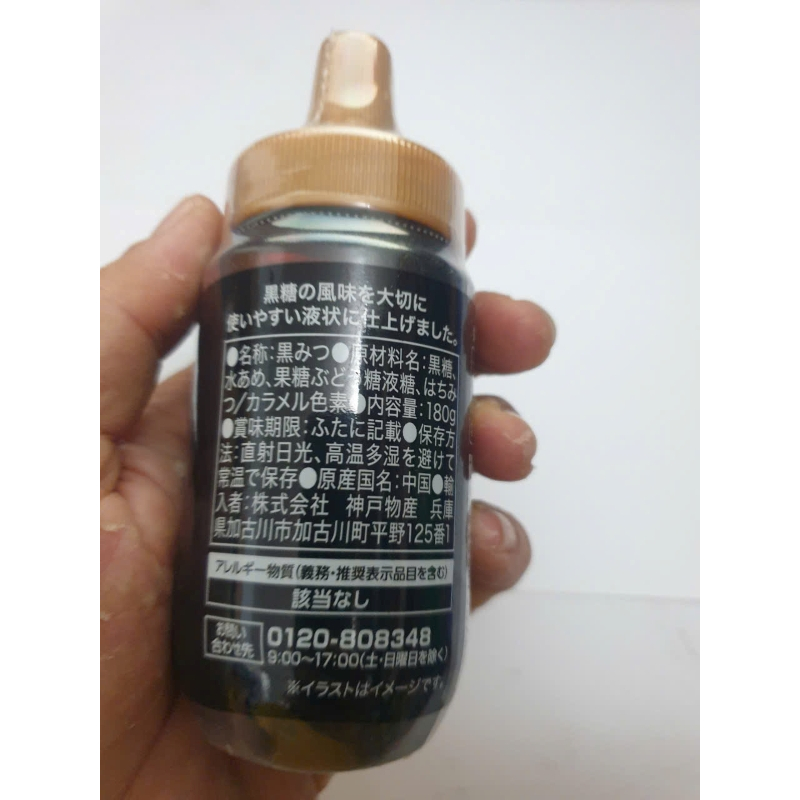 黒糖の風味を大切に
使いやすい液状に仕上げました。
●名称:黒みつ●原材料名:黒糖、
水あめ、果糖ぶどう糖液糖、はちみ
つ/カラメル色素●内容量:180g
●賞味期限:ふたに記載●保存方
法:直射日光、高温多湿を避けて
常温で保存●原産国名:中国●輸
入者:株式会社 神戸物産 兵庫
県加古川市加古川町平野125番1
アレルギー物質(義務・推奨表示品目を含む)
該当なし
お問い
合わせ先
0120-808348
9:00~17:00(土・日曜日を除く)
※イラストはイメージです。